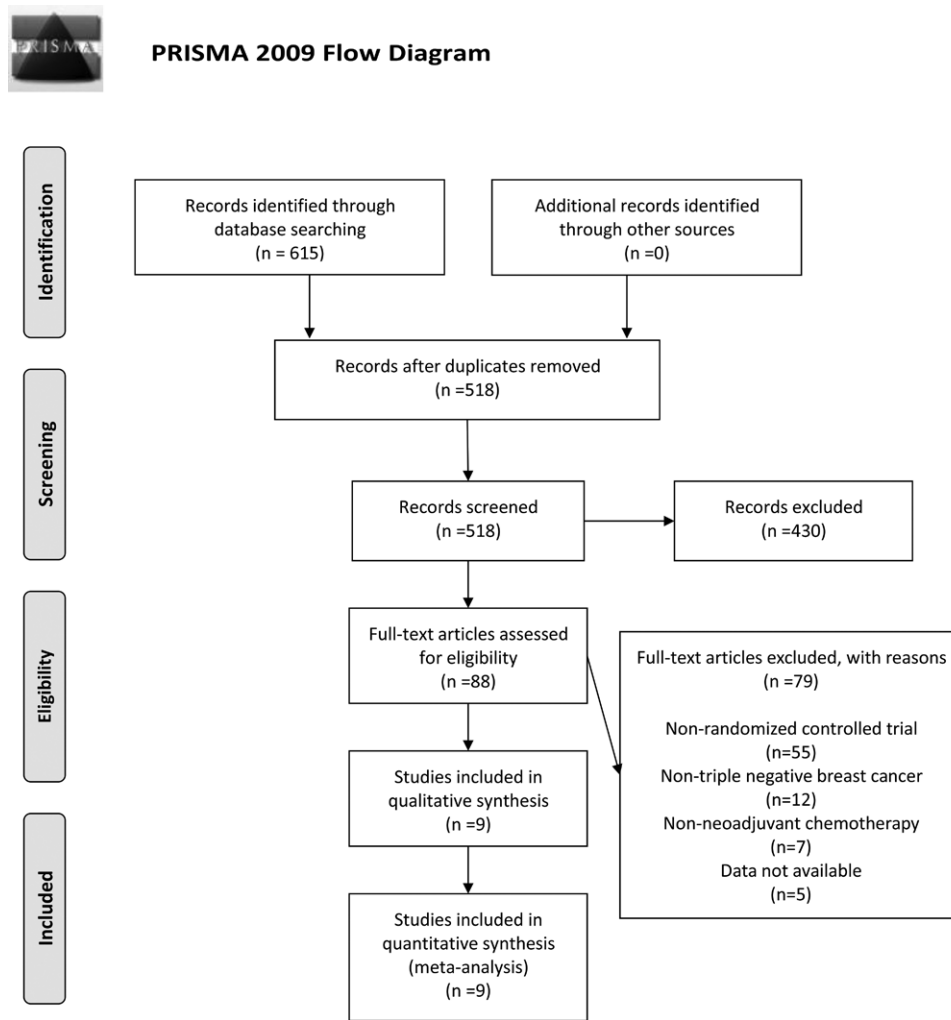 PRISMA
PRISMA 2009 Flow Diagram
Identification
Records identified through
database searching
(n = 615)
Additional records identified
through other sources
(n =0)
Records after duplicates removed
(n =518)
Screening
Records screened
(n =518)
Records excluded
(n =430)
Eligibility
Full-text articles assessed
for eligibility
(n =88)
Full-text articles excluded, with reasons
(n =79)
Non-randomized controlled trial
(n=55)
Non-triple negative breast cancer
(n=12)
Non-neoadjuvant chemotherapy
(n=7)
Data not available
(n=5)
Studies included in
qualitative synthesis
(n =9)
Included
Studies included in
quantitative synthesis
(meta-analysis)
(n =9)